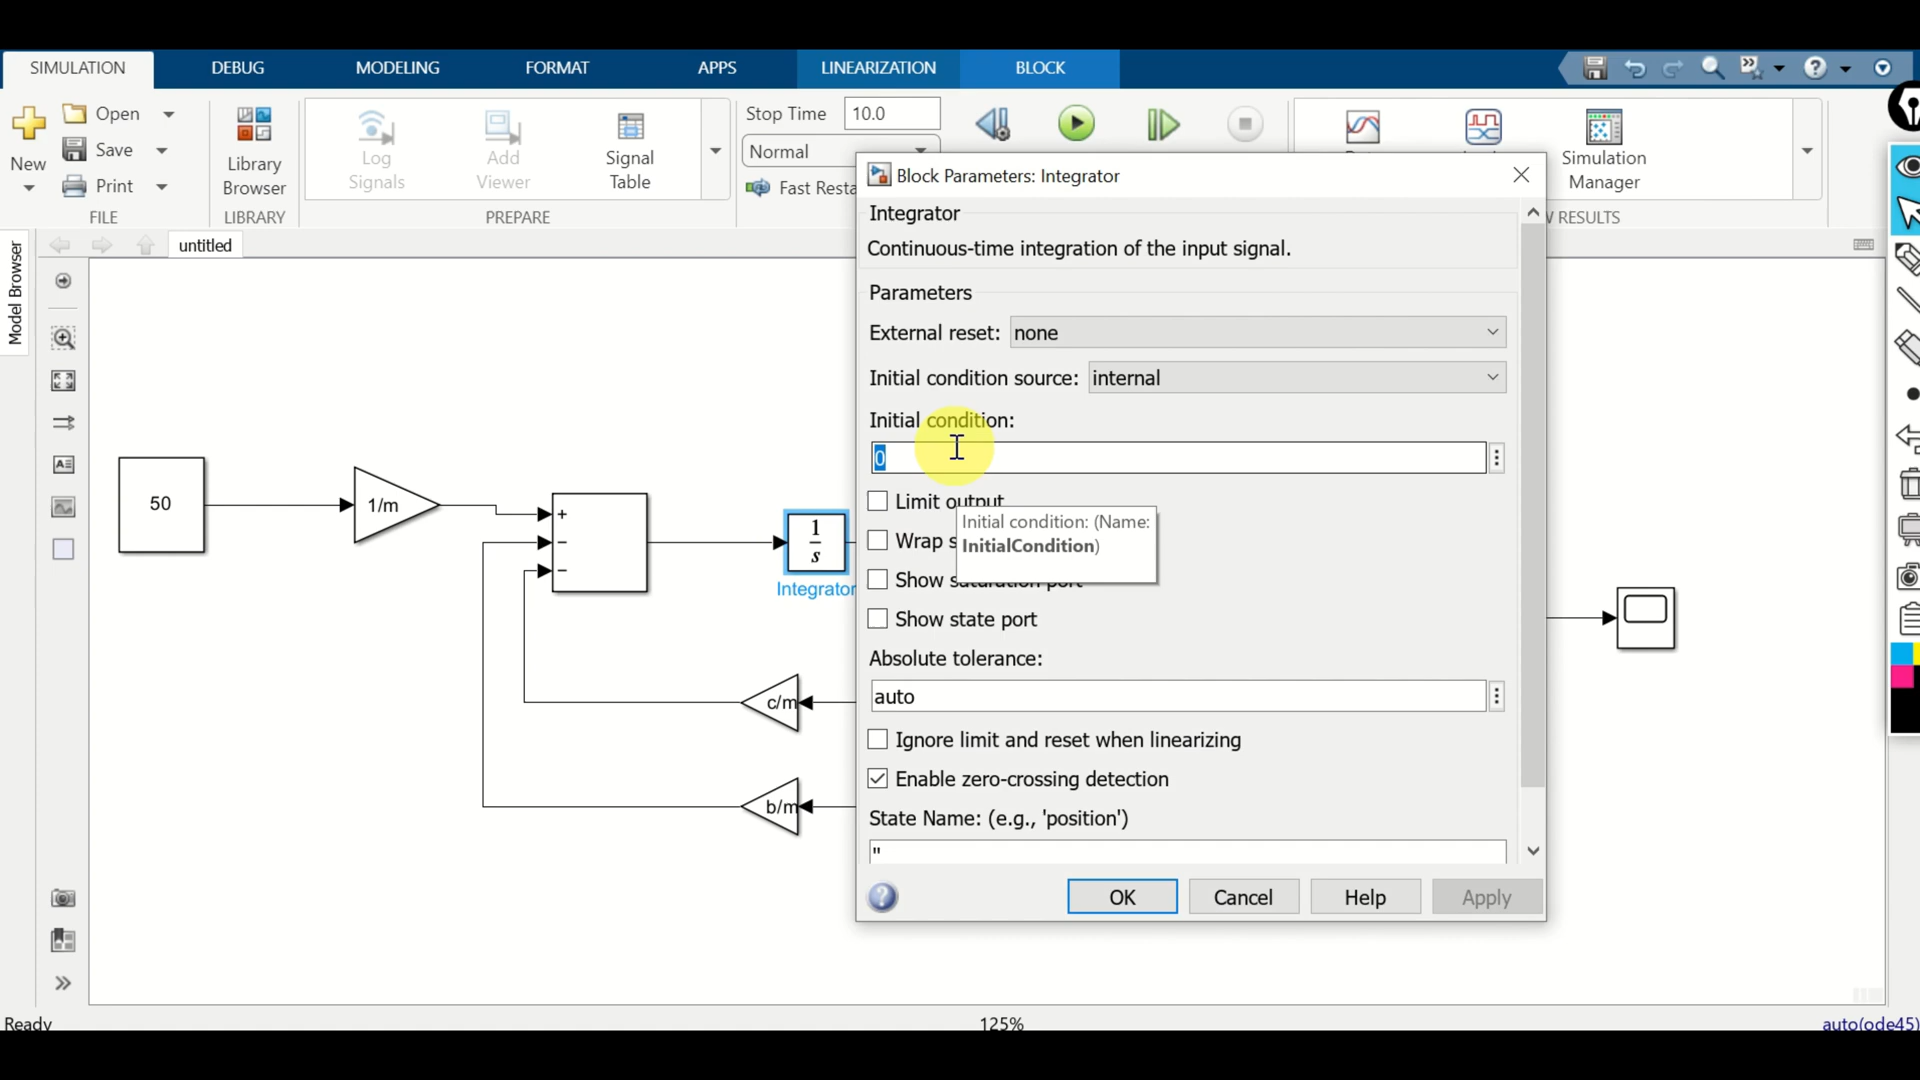 SIMULATION DEBUG MODELING FORMAT APPS LINEARIZATION BLOCK
New
Open
Save
Print
FILE
Library
Browser
LIBRARY
Log
Signals
Add
Viewer
Signal
Table
PREPARE
Stop Time 10.0
Normal
Fast Resta
Simulation
Manager
RESULTS
Model Browser
untitled
50
1/m
+
−
−
1
s
Integrator
c/m
b/m
Block Parameters: Integrator
Integrator
Continuous-time integration of the input signal.
Parameters
External reset: none
Initial condition source: internal
Initial condition:
0
Limit output
Wrap s
Show saturation port
Initial condition: (Name:
InitialCondition)
Show state port
Absolute tolerance:
auto
Ignore limit and reset when linearizing
Enable zero-crossing detection
State Name: (e.g., 'position')
''
OK Cancel Help Apply
Ready 125% auto(ode45)